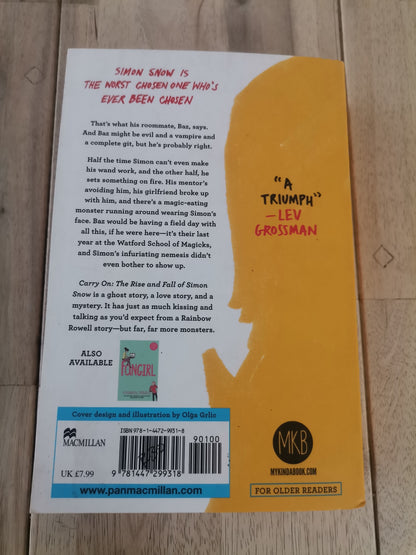 SIMON SNOW IS
THE WORST CHOSEN ONE WHO'S
EVER BEEN CHOSEN
That's what his roommate, Baz, says.
And Baz might be evil and a vampire and
a complete git, but he's probably right.
Half the time Simon can't even make
his wand work, and the other half, he
sets something on fire. His mentor's
avoiding him, his girlfriend broke up
with him, and there's a magic-eating
monster running around wearing Simon's
face. Baz would be having a field day with
all this, if he were here—it's their last
year at the Watford School of Magicks,
and Simon's infuriating nemesis didn't
even bother to show up.
Carry On: The Rise and Fall of Simon
Snow is a ghost story, a love story, and a
mystery. It has just as much kissing and
talking as you'd expect from a Rainbow
Rowell story—but far, far more monsters.
"A
TRIUMPH"
—LEV
GROSSMAN
ALSO
AVAILABLE
FANGIRL
Cover design and illustration by Olga Grlic
MACMILLAN
UK £7.99
ISBN 978-1-4472-9931-8
90100
9 781447 299318
www.panmacmillan.com
MKB
MYKINDABOOK.COM
FOR OLDER READERS